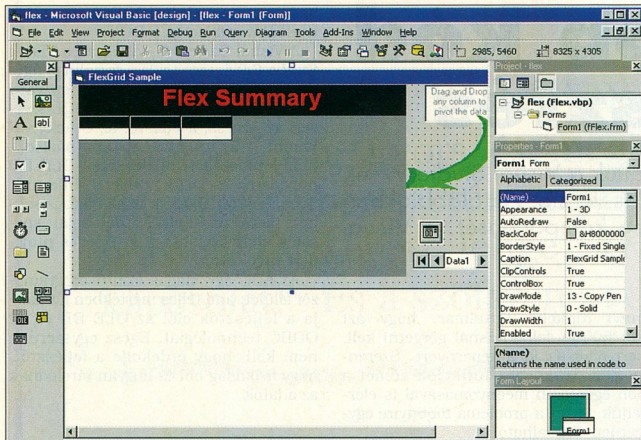 flex - Microsoft Visual Basic [design] - [flex - Form1 (Form)]
File Edit View Project Format Debug Run Query Diagram Tools Add-Ins Window Help
2985, 5460 8325 x 4305
General
A
ab
FlexGrid Sample
Flex Summary
Drag and Drop
any column to
pivot the data
Data1
Project - flex
flex (Flex.vbp)
Forms
Form1 (fFlex.frm)
Properties - Form1
Form1 Form
Alphabetic Categorized
(Name) Form1
Appearance 1 - 3D
AutoRedraw False
BackColor &H8000000
BorderStyle 1 - Fixed Single
Caption FlexGrid Sample
ClipControls True
ControlBox True
DrawMode 13 - Copy Pen
DrawStyle 0 - Solid
DrawWidth 1
Enabled True
(Name)
Returns the name used in code to
Form Layout
Form1